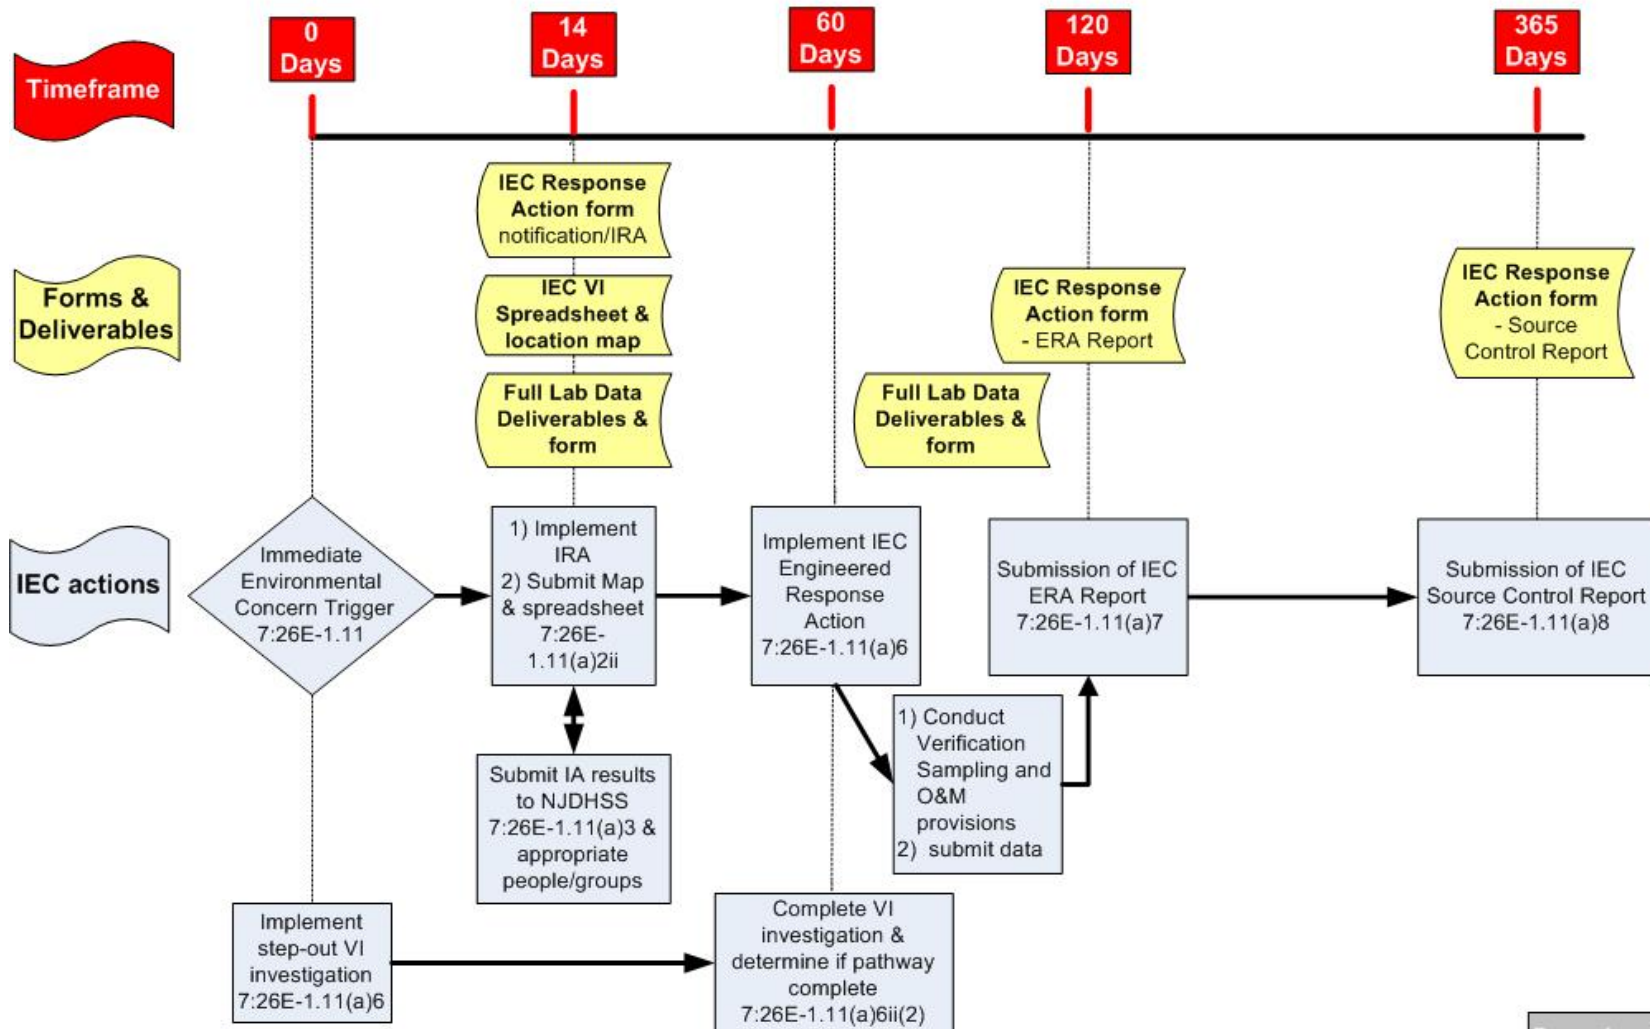 0
Days
14
Days
60
Days
120
Days
365
Days
Timeframe
IEC Response
Action form
notification/IRA
IEC VI
Spreadsheet &
location map
Full Lab Data
Deliverables &
form
Forms &
Deliverables
Full Lab Data
Deliverables &
form
IEC Response
Action form
- ERA Report
IEC Response
Action form
- Source
Control Report
IEC actions
Immediate
Environmental
Concern Trigger
7:26E-1.11
1) Implement
IRA
2) Submit Map
& spreadsheet
7:26E-
1.11(a)2ii
Implement IEC
Engineered
Response
Action
7:26E-1.11(a)6
Submission of IEC
ERA Report
7:26E-1.11(a)7
Submission of IEC
Source Control Report
7:26E-1.11(a)8
Submit IA results
to NJDHSS
7:26E-1.11(a)3 &
appropriate
people/groups
1) Conduct
Verification
Sampling and
O&M
provisions
2) submit data
Implement
step-out VI
investigation
7:26E-1.11(a)6
Complete VI
investigation &
determine if pathway
complete
7:26E-1.11(a)6ii(2)